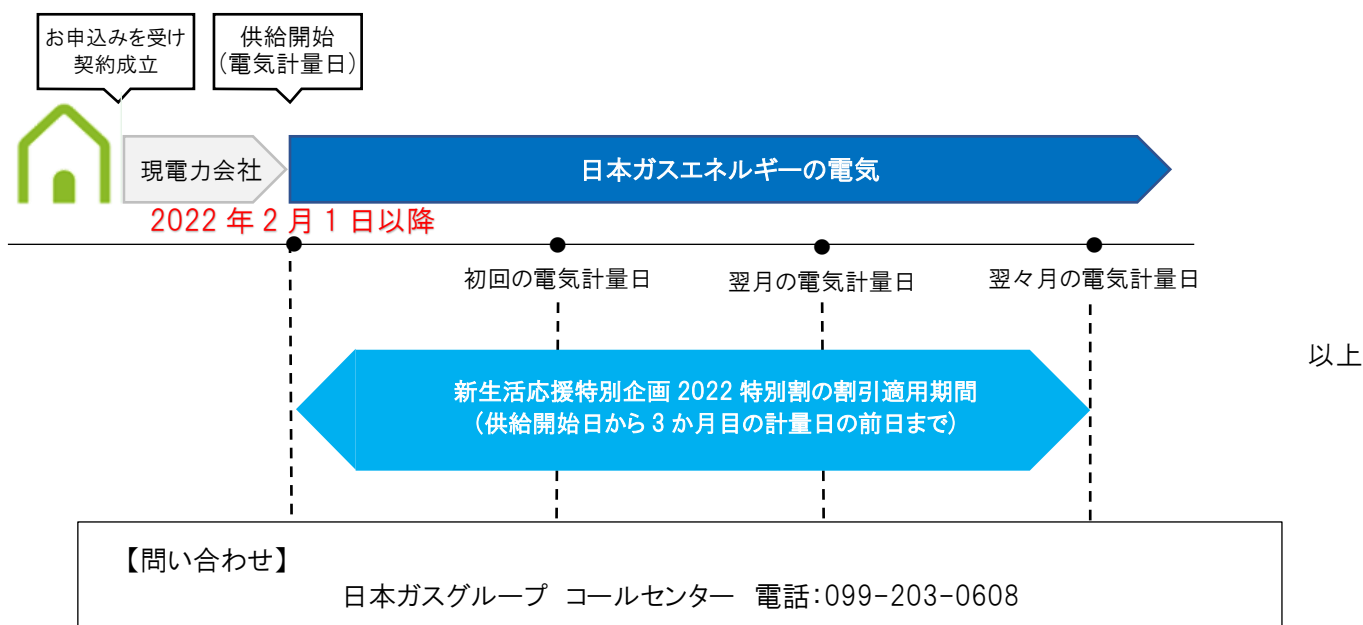 お申込みを受け
契約成立
供給開始
(電気計量日)
現電力会社
日本ガスエネルギーの電気
2022 年 2 月 1 日以降
初回の電気計量日
翌月の電気計量日
翌々月の電気計量日
以上
新生活応援特別企画 2022 特別割の割引適用期間
(供給開始日から 3 か月目の計量日の前日まで)
【問い合わせ】
日本ガスグループ コールセンター 電話:099-203-0608